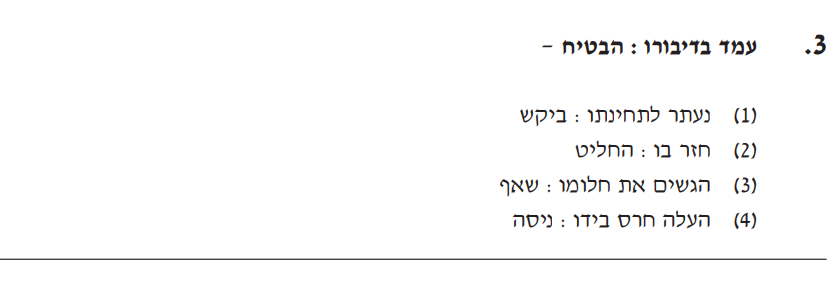 3. עמד בדיבורו : הבטיח –
(1) נעתר לתחינתו : ביקש
(2) חזר בו : החליט
(3) הגשים את חלומו : שאף
(4) העלה חרס בידו : ניסה